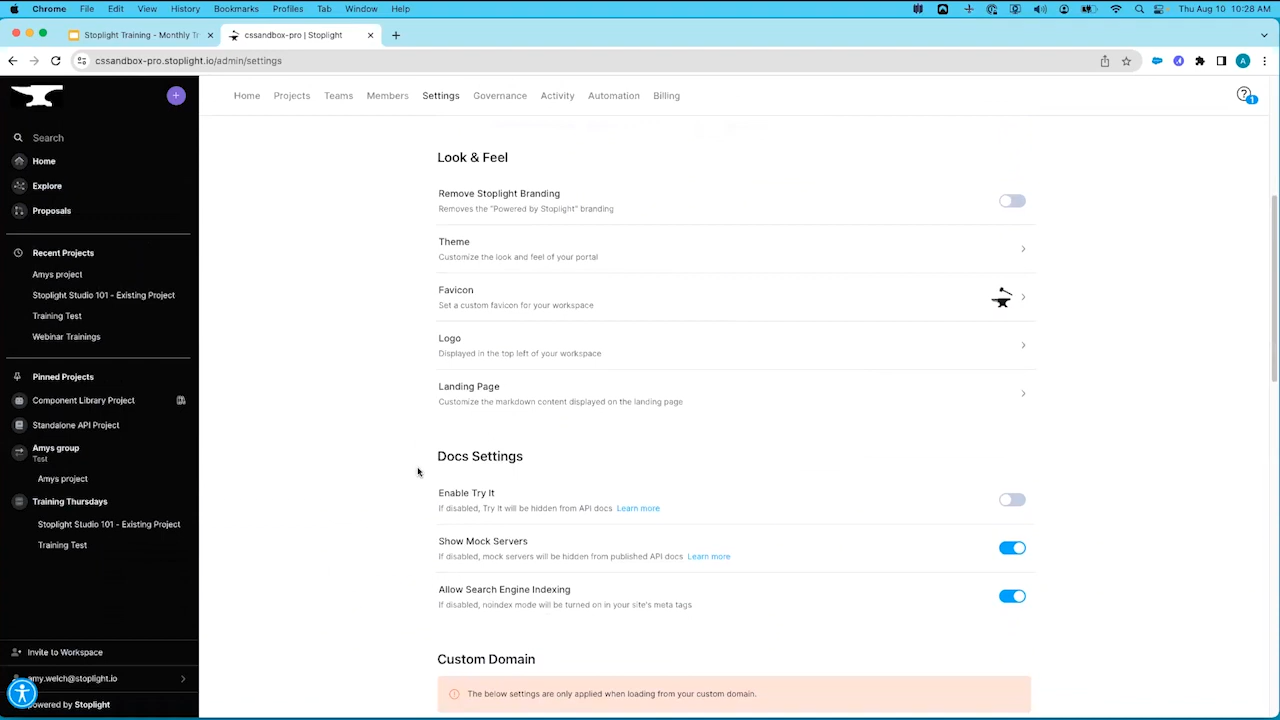 Chrome File Edit View History Bookmarks Profiles Tab Window Help Thu Aug 10 10:28 AM
Stoplight Training - Monthly Tr cssandbox-pro | Stoplight
cssandbox-pro.stoplight.io/admin/settings A
Home Projects Teams Members Settings Governance Activity Automation Billing
1
Search
Home
Explore
Proposals
Recent Projects
Amys project
Stoplight Studio 101 - Existing Project
Training Test
Webinar Trainings
Pinned Projects
Component Library Project
Standalone API Project
Amys group
Test
Amys project
Training Thursdays
Stoplight Studio 101 - Existing Project
Training Test
Invite to Workspace
amy.welch@stoplight.io
powered by Stoplight
Look & Feel
Remove Stoplight Branding
Removes the "Powered by Stoplight" branding
Theme
Customize the look and feel of your portal
Favicon
Set a custom favicon for your workspace
Logo
Displayed in the top left of your workspace
Landing Page
Customize the markdown content displayed on the landing page
Docs Settings
Enable Try It
If disabled, Try It will be hidden from API docs Learn more
Show Mock Servers
If disabled, mock servers will be hidden from published API docs Learn more
Allow Search Engine Indexing
If disabled, noindex mode will be turned on in your site's meta tags
Custom Domain
The below settings are only applied when loading from your custom domain.